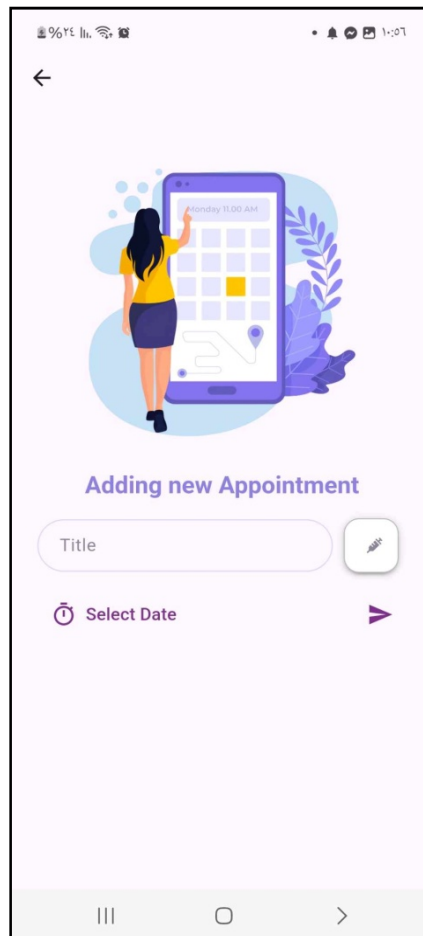 %٢٤ ١٠:٥٦
Monday 11.00 AM
Adding new Appointment
Title
Select Date